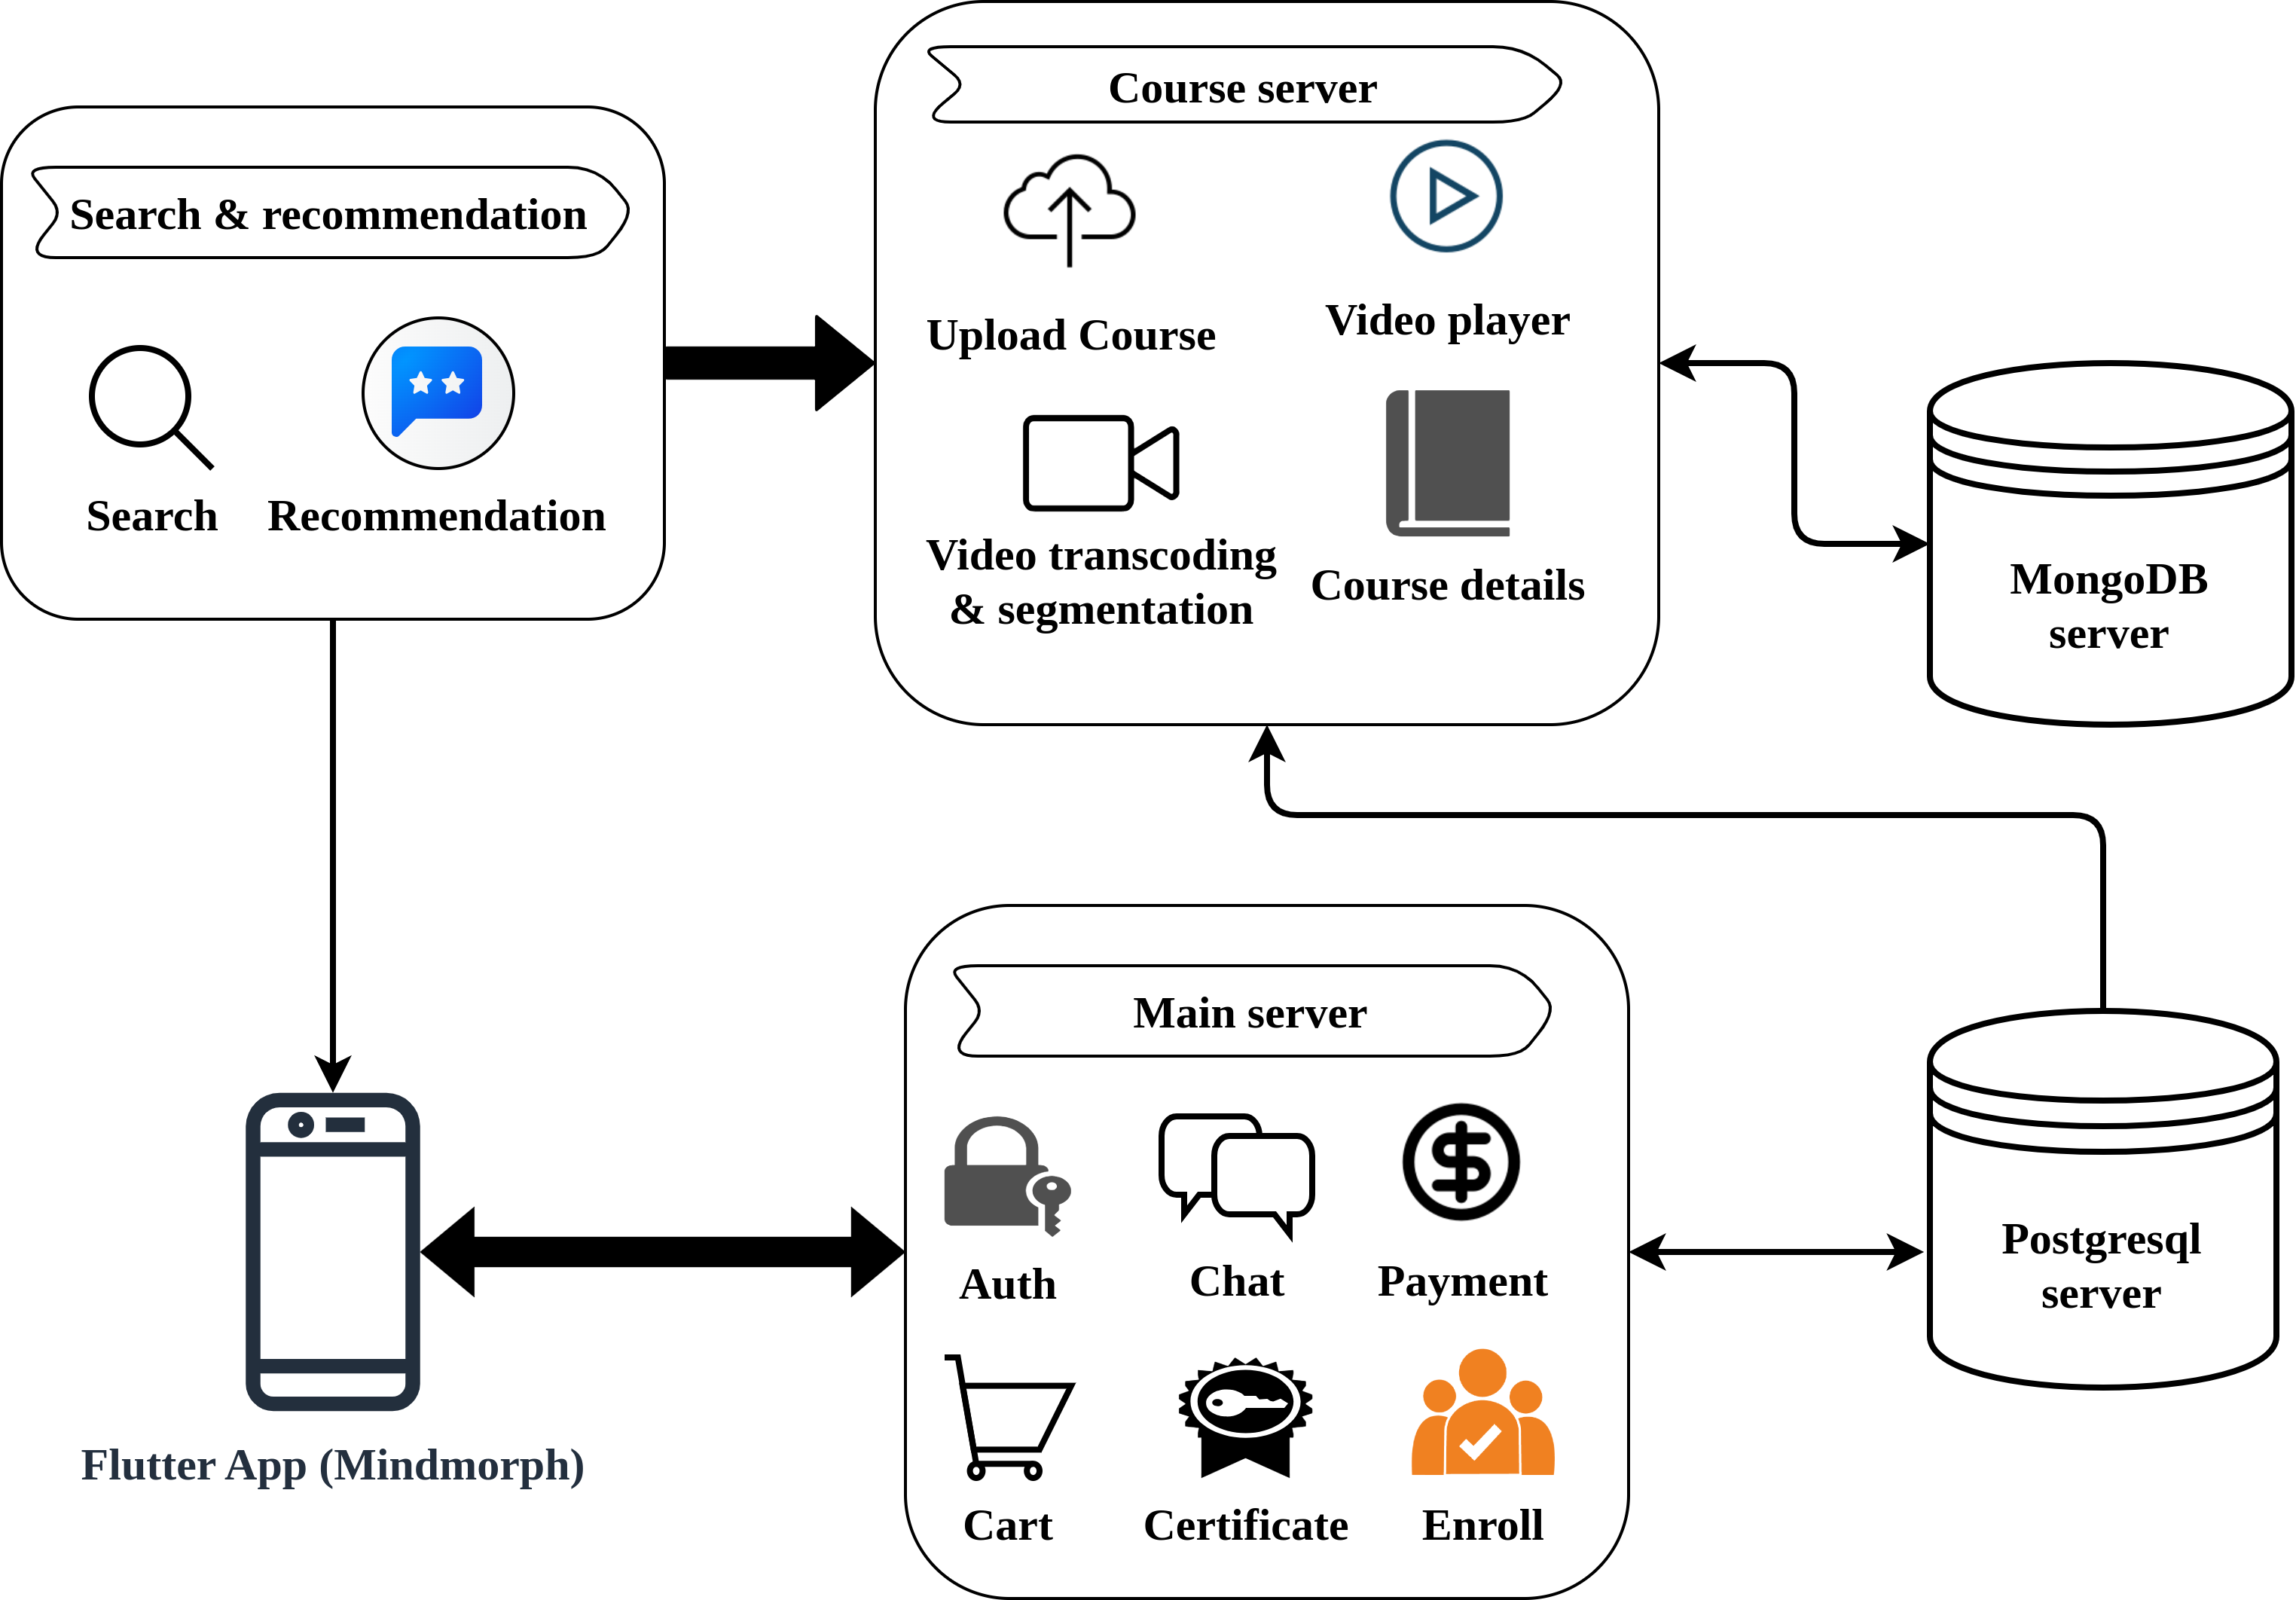 Search & recommendation
Search
Recommendation
Course server
Upload Course
Video player
Video transcoding
& segmentation
Course details
MongoDB
server
Flutter App (Mindmorph)
Main server
Auth
Chat
Payment
Cart
Certificate
Enroll
Postgresql
server